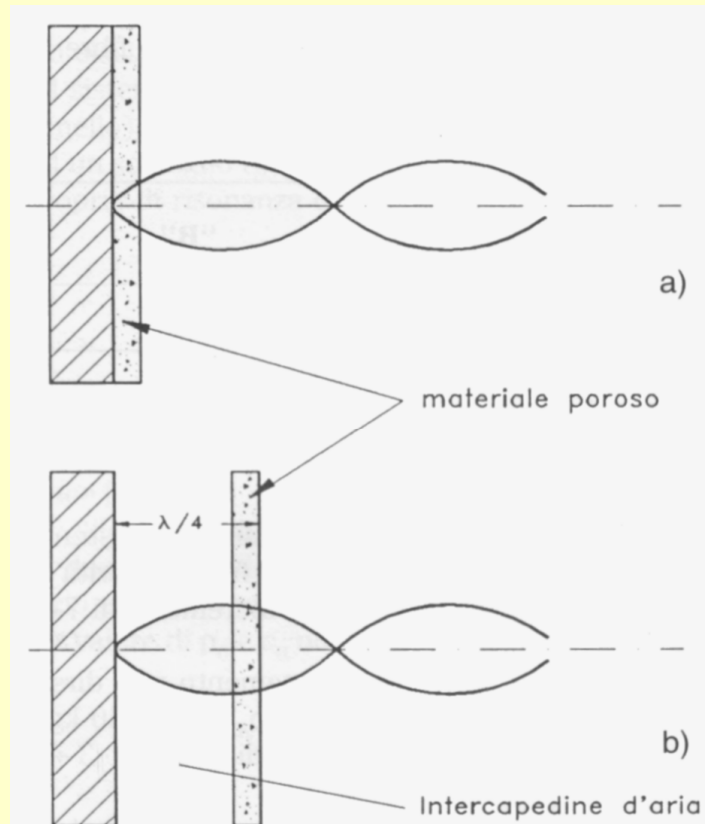 a)
materiale poroso
λ/4
b)
Intercapedine d'aria